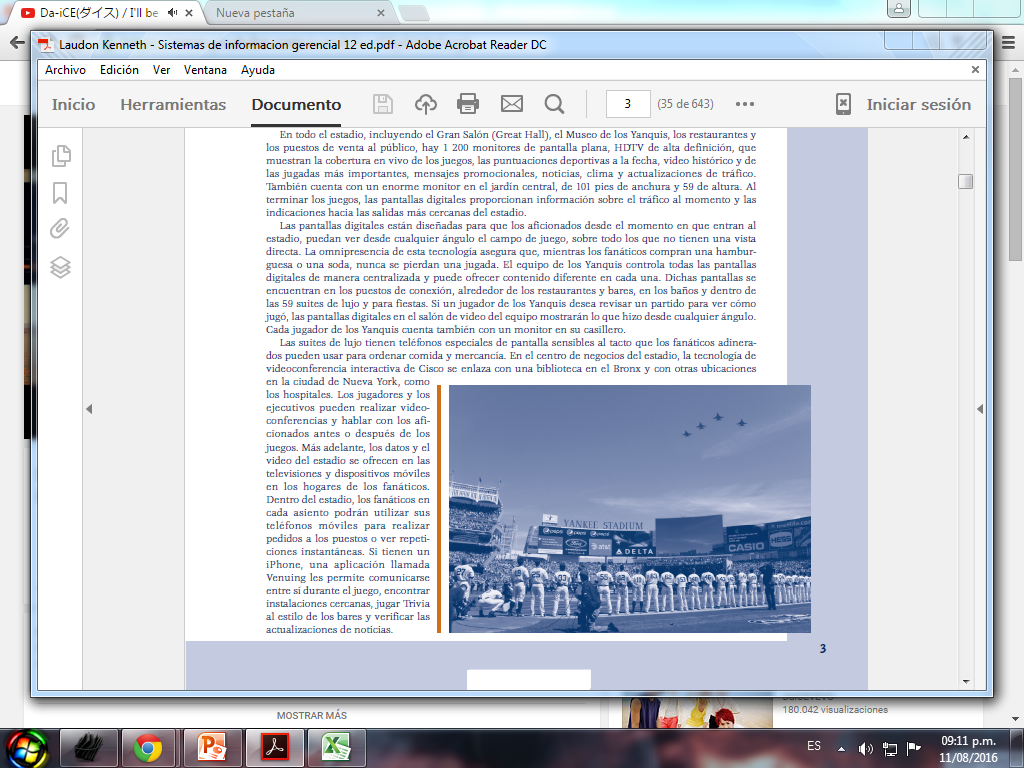 Da-iCE(ダイス) / I'll be
Nueva pestaña
Laudon Kenneth - Sistemas de informacion gerencial 12 ed.pdf - Adobe Acrobat Reader DC
Archivo Edición Ver Ventana Ayuda
Inicio Herramientas Documento 3 (35 de 643) Iniciar sesión
En todo el estadio, incluyendo el Gran Salón (Great Hall), el Museo de los Yanquis, los restaurantes y
los puestos de venta al público, hay 1 200 monitores de pantalla plana, HDTV de alta definición, que
muestran la cobertura en vivo de los juegos, las puntuaciones deportivas a la fecha, video histórico y de
las jugadas más importantes, mensajes promocionales, noticias, clima y actualizaciones de tráfico.
También cuenta con un enorme monitor en el jardín central, de 101 pies de anchura y 59 de altura. Al
terminar los juegos, las pantallas digitales proporcionan información sobre el tráfico al momento y las
indicaciones hacia las salidas más cercanas del estadio.
Las pantallas digitales están diseñadas para que los aficionados desde el momento en que entran al
estadio, puedan ver desde cualquier ángulo el campo de juego, sobre todo los que no tienen una vista
directa. La omnipresencia de esta tecnología asegura que, mientras los fanáticos compran una hambur-
guesa o una soda, nunca se pierdan una jugada. El equipo de los Yanquis controla todas las pantallas
digitales de manera centralizada y puede ofrecer contenido diferente en cada una. Dichas pantallas se
encuentran en los puestos de conexión, alrededor de los restaurantes y bares, en los baños y dentro de
las 59 suites de lujo y para fiestas. Si un jugador de los Yanquis desea revisar un partido para ver cómo
jugó, las pantallas digitales en el salón de video del equipo mostrarán lo que hizo desde cualquier ángulo.
Cada jugador de los Yanquis cuenta también con un monitor en su casillero.
Las suites de lujo tienen teléfonos especiales de pantalla sensibles al tacto que los fanáticos adinera-
dos pueden usar para ordenar comida y mercancía. En el centro de negocios del estadio, la tecnología de
videoconferencia interactiva de Cisco se enlaza con una biblioteca en el Bronx y con otras ubicaciones
en la ciudad de Nueva York, como
los hospitales. Los jugadores y los
ejecutivos pueden realizar video-
conferencias y hablar con los afi-
cionados antes o después de los
juegos. Más adelante, los datos y el
video del estadio se ofrecen en las
televisiones y dispositivos móviles
en los hogares de los fanáticos.
Dentro del estadio, los fanáticos en
cada asiento podrán utilizar sus
teléfonos móviles para realizar
pedidos a los puestos o ver repeti-
ciones instantáneas. Si tienen un
iPhone, una aplicación llamada
Venuing les permite comunicarse
entre sí durante el juego, encontrar
instalaciones cercanas, jugar Trivia
al estilo de los bares y verificar las
actualizaciones de noticias.
YANKEE STADIUM
pepsi
Ford
at&t
DELTA
CASIO
HESS
3
MOSTRAR MÁS
180.042 visualizaciones
ES
09:11 p.m.
11/08/2016